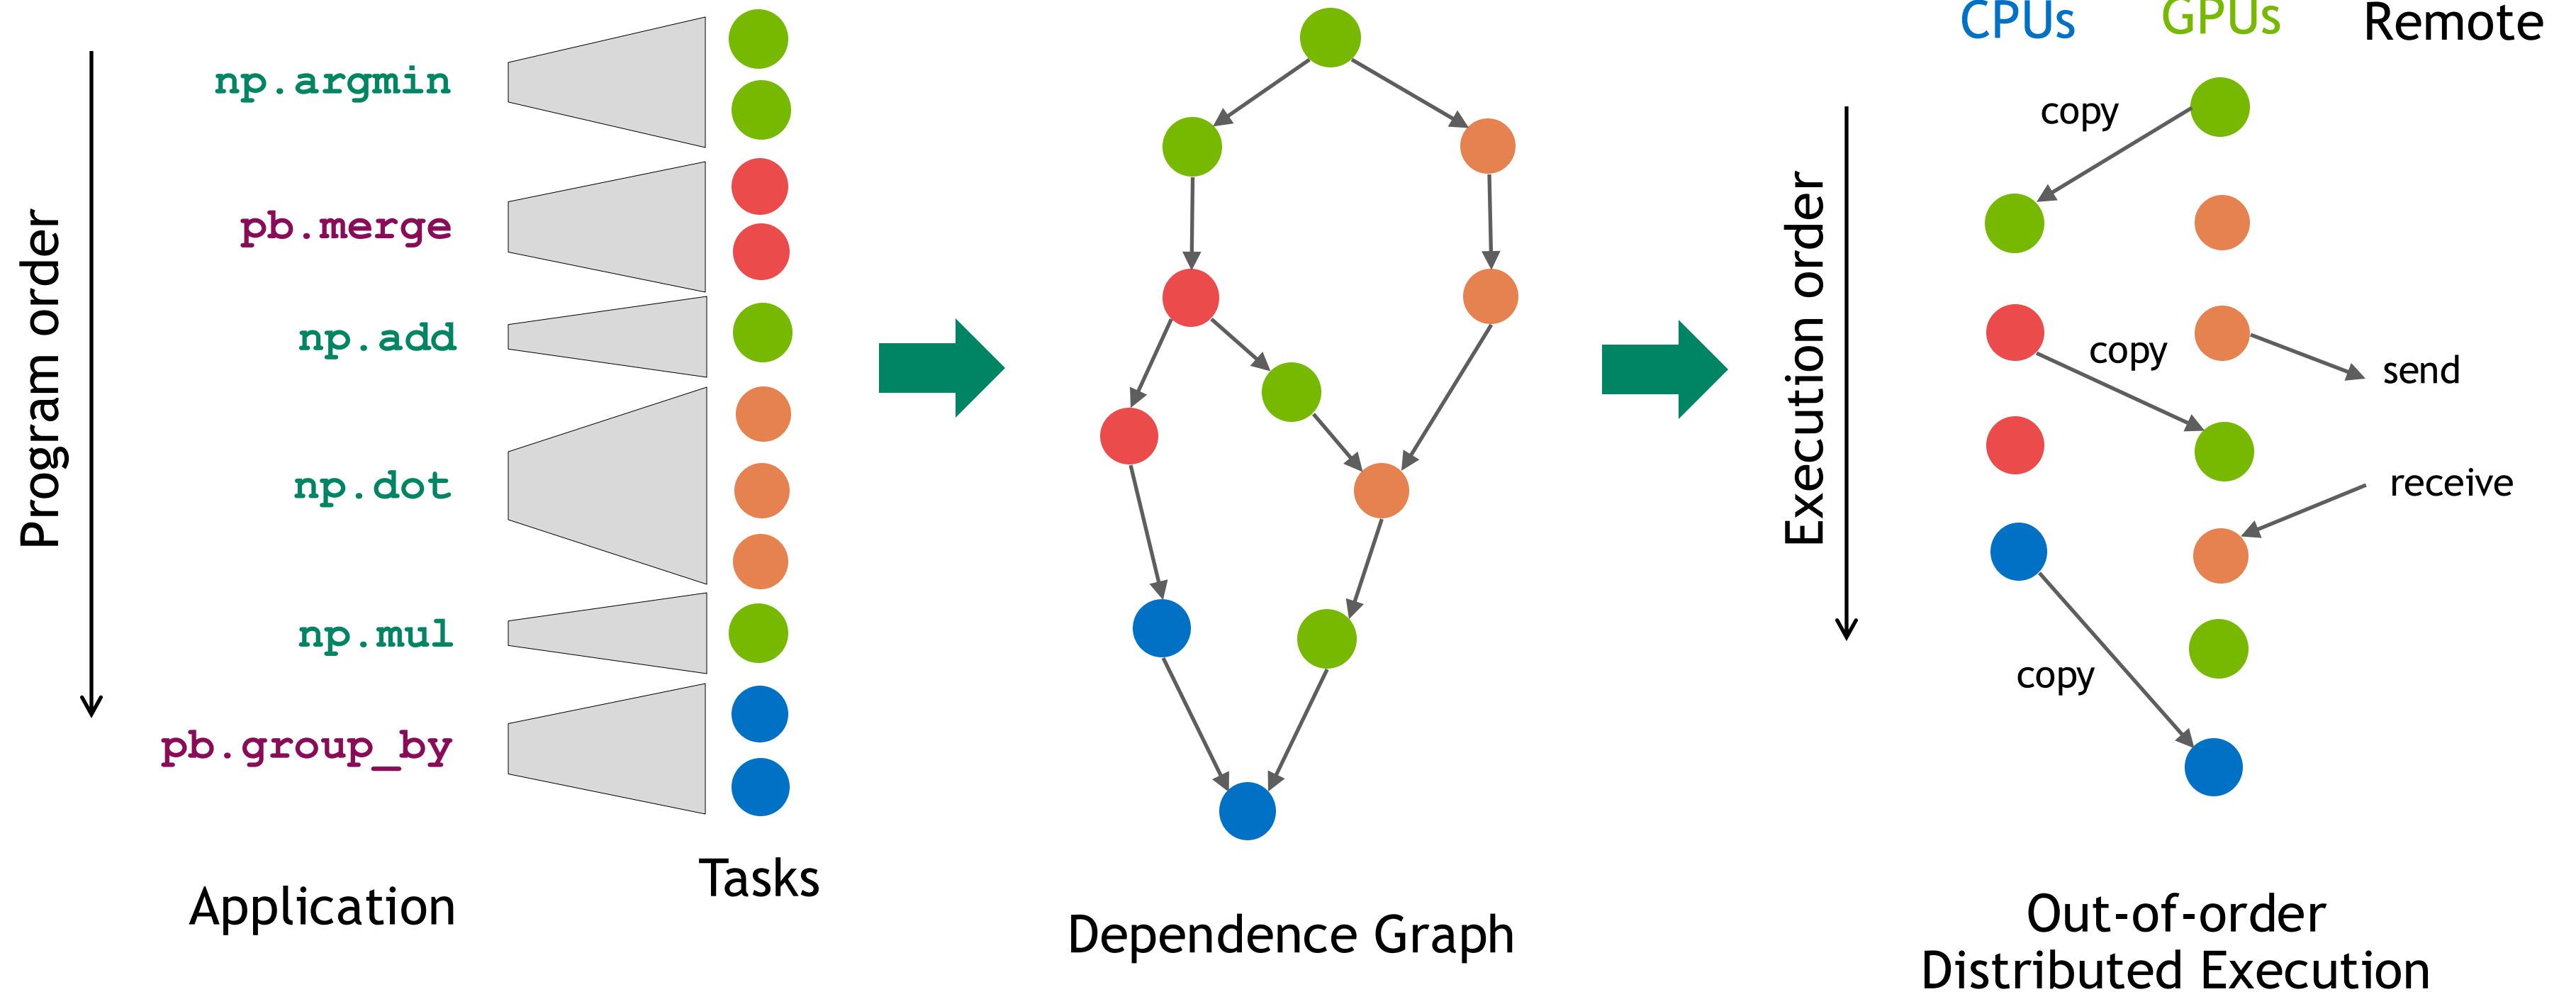 Program order
np.argmin
pb.merge
np.add
np.dot
np.mul
pb.group_by
Application
Tasks
Dependence Graph
CPUs
GPUs
Remote
Execution order
copy
copy
send
receive
copy
Out-of-order
Distributed Execution